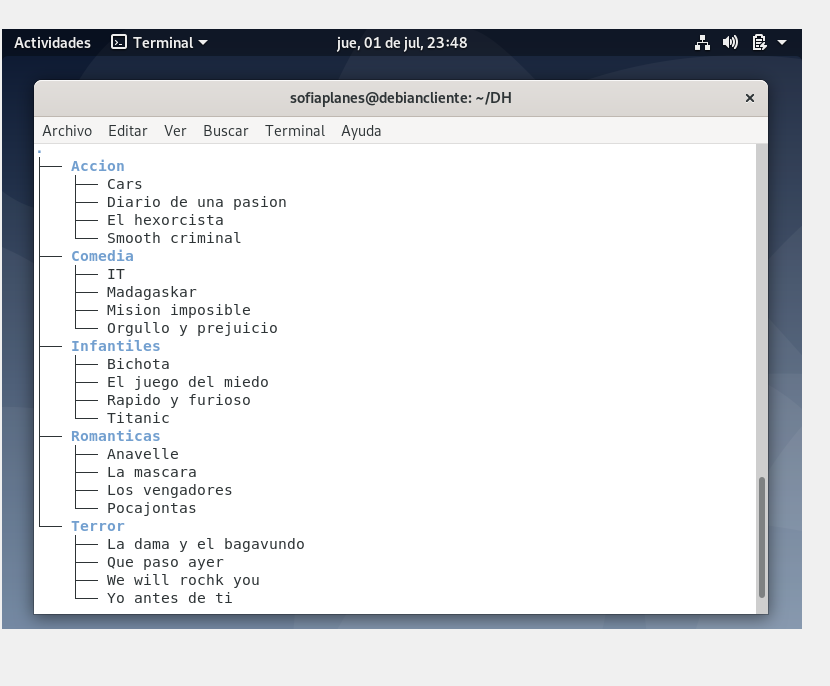 Actividades Terminal jue, 01 de jul, 23:48
sofiaplanes@debiancliente: ~/DH ×
Archivo Editar Ver Buscar Terminal Ayuda
.
├── Accion
│   ├── Cars
│   ├── Diario de una pasion
│   ├── El hexorcista
│   └── Smooth criminal
├── Comedia
│   ├── IT
│   ├── Madagaskar
│   ├── Mision imposible
│   └── Orgullo y prejuicio
├── Infantiles
│   ├── Bichota
│   ├── El juego del miedo
│   ├── Rapido y furioso
│   └── Titanic
├── Romanticas
│   ├── Anavelle
│   ├── La mascara
│   ├── Los vengadores
│   └── Pocajontas
└── Terror
    ├── La dama y el bagavundo
    ├── Que paso ayer
    ├── We will rochk you
    └── Yo antes de ti